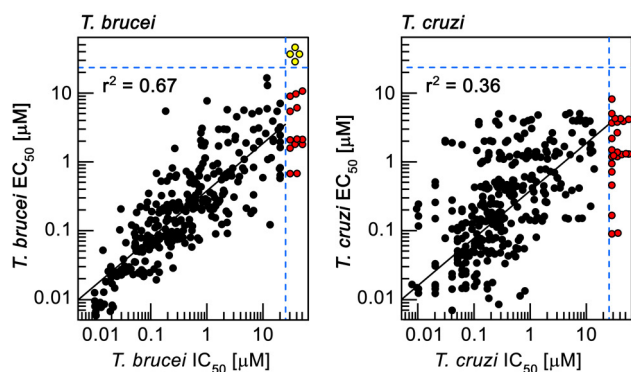 T. brucei
T. cruzi
r² = 0.67
r² = 0.36
T. brucei EC₅₀ [μM]
10
1
0.1
0.01
0.01
0.1
1
10
T. brucei IC₅₀ [μM]
T. cruzi EC₅₀ [μM]
10
1
0.1
0.01
0.01
0.1
1
10
T. cruzi IC₅₀ [μM]